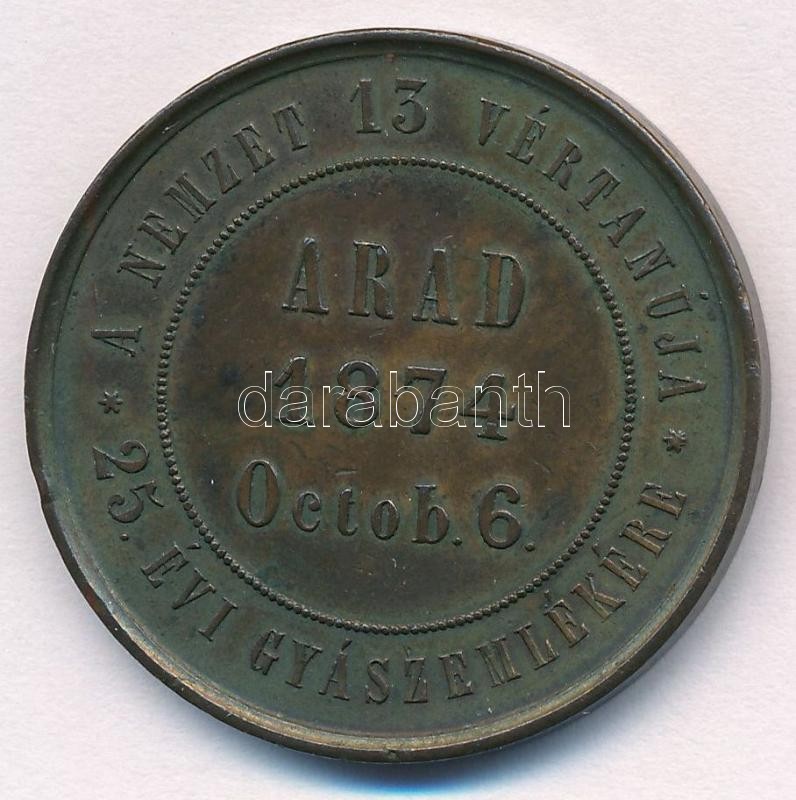 A NEMZET 13 VÉRTANÚJA
* 25. ÉVI GYÁSZEMLÉKÉRE *
ARAD
1874
Octob. 6.
darabanth